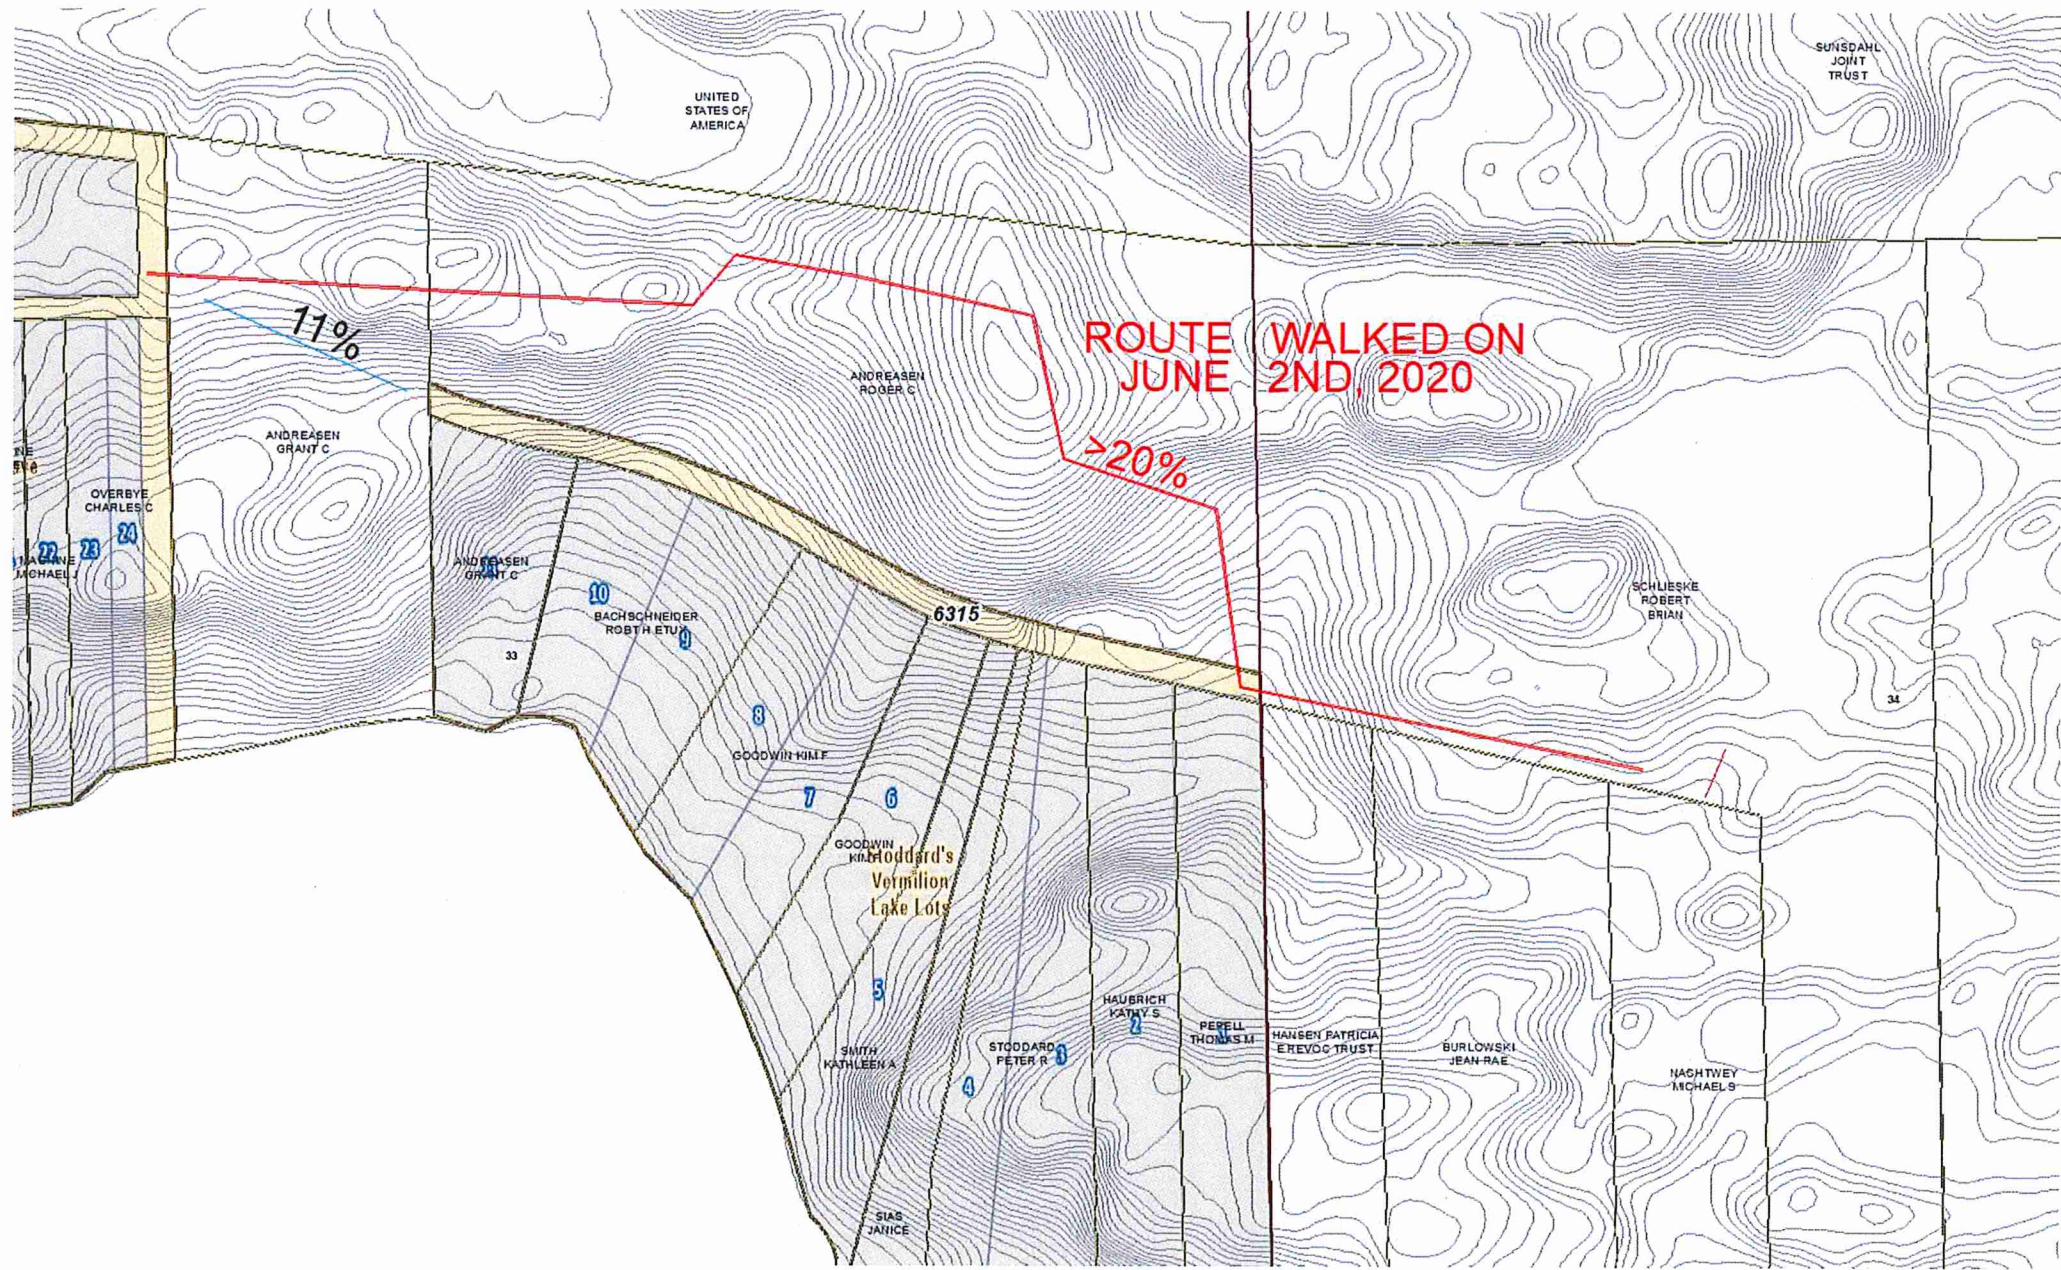 SUNSDAHL
JOINT
TRUST
UNITED
STATES OF
AMERICA
11%
ROUTE WALKED ON
JUNE 2ND, 2020
ANDREASEN
ROGER C
ANDREASEN
GRANT C
>20%
OVERBYE
CHARLES C
24
23
22
MICHAEL J
ANDREASEN
GRANT C
10
BACHSCHNEIDER
ROBT H ETUX
9
33
6315
SCHLIESKE
ROBERT
BRIAN
34
8
GOODWIN KIM F
7
6
GOODWIN
Stoddard's
Vermilion
Lake Lots
5
HAUBRICH
KATHY S
2
PERELL
THOMAS M
HANSEN PATRICIA
E REVOC TRUST
BURLOWSKI
JEAN RAE
NACHTWEY
MICHAEL S
SMITH
KATHLEEN A
STODDARD
PETER R
3
4
SIAS
JANICE